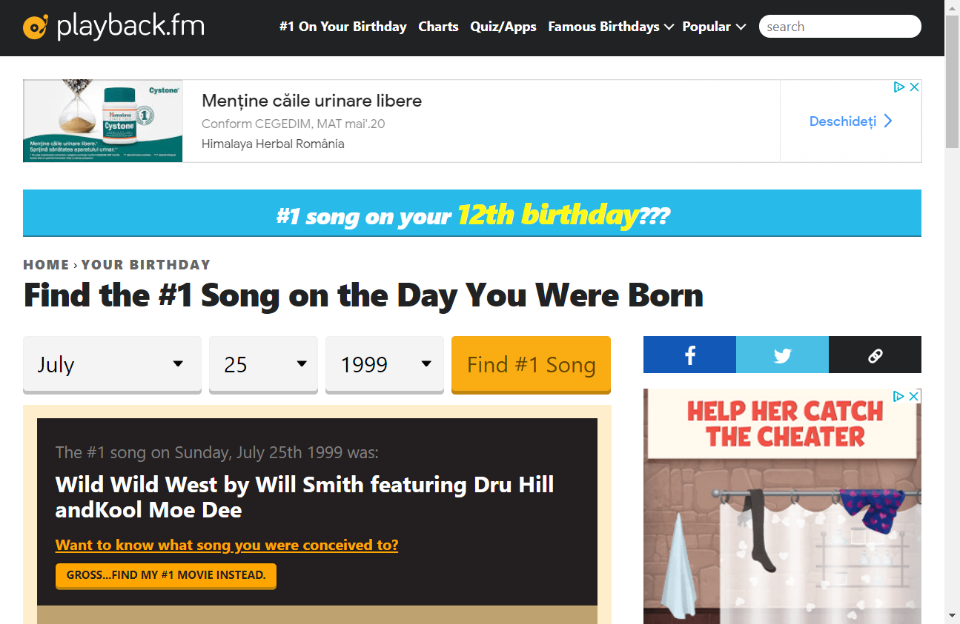 playback.fm
#1 On Your Birthday Charts Quiz/Apps Famous Birthdays Popular search
Cystone
Himalaya
Cystone
Menține căile urinare libere.
Menține căile urinare libere
Conform CEGEDIM, MAT mai'.20
Himalaya Herbal România
Deschideți
#1 song on your 12th birthday???
HOME › YOUR BIRTHDAY
Find the #1 Song on the Day You Were Born
July 25 1999 Find #1 Song
The #1 song on Sunday, July 25th 1999 was:
Wild Wild West by Will Smith featuring Dru Hill
andKool Moe Dee
Want to know what song you were conceived to?
GROSS...FIND MY #1 MOVIE INSTEAD.
HELP HER CATCH
THE CHEATER